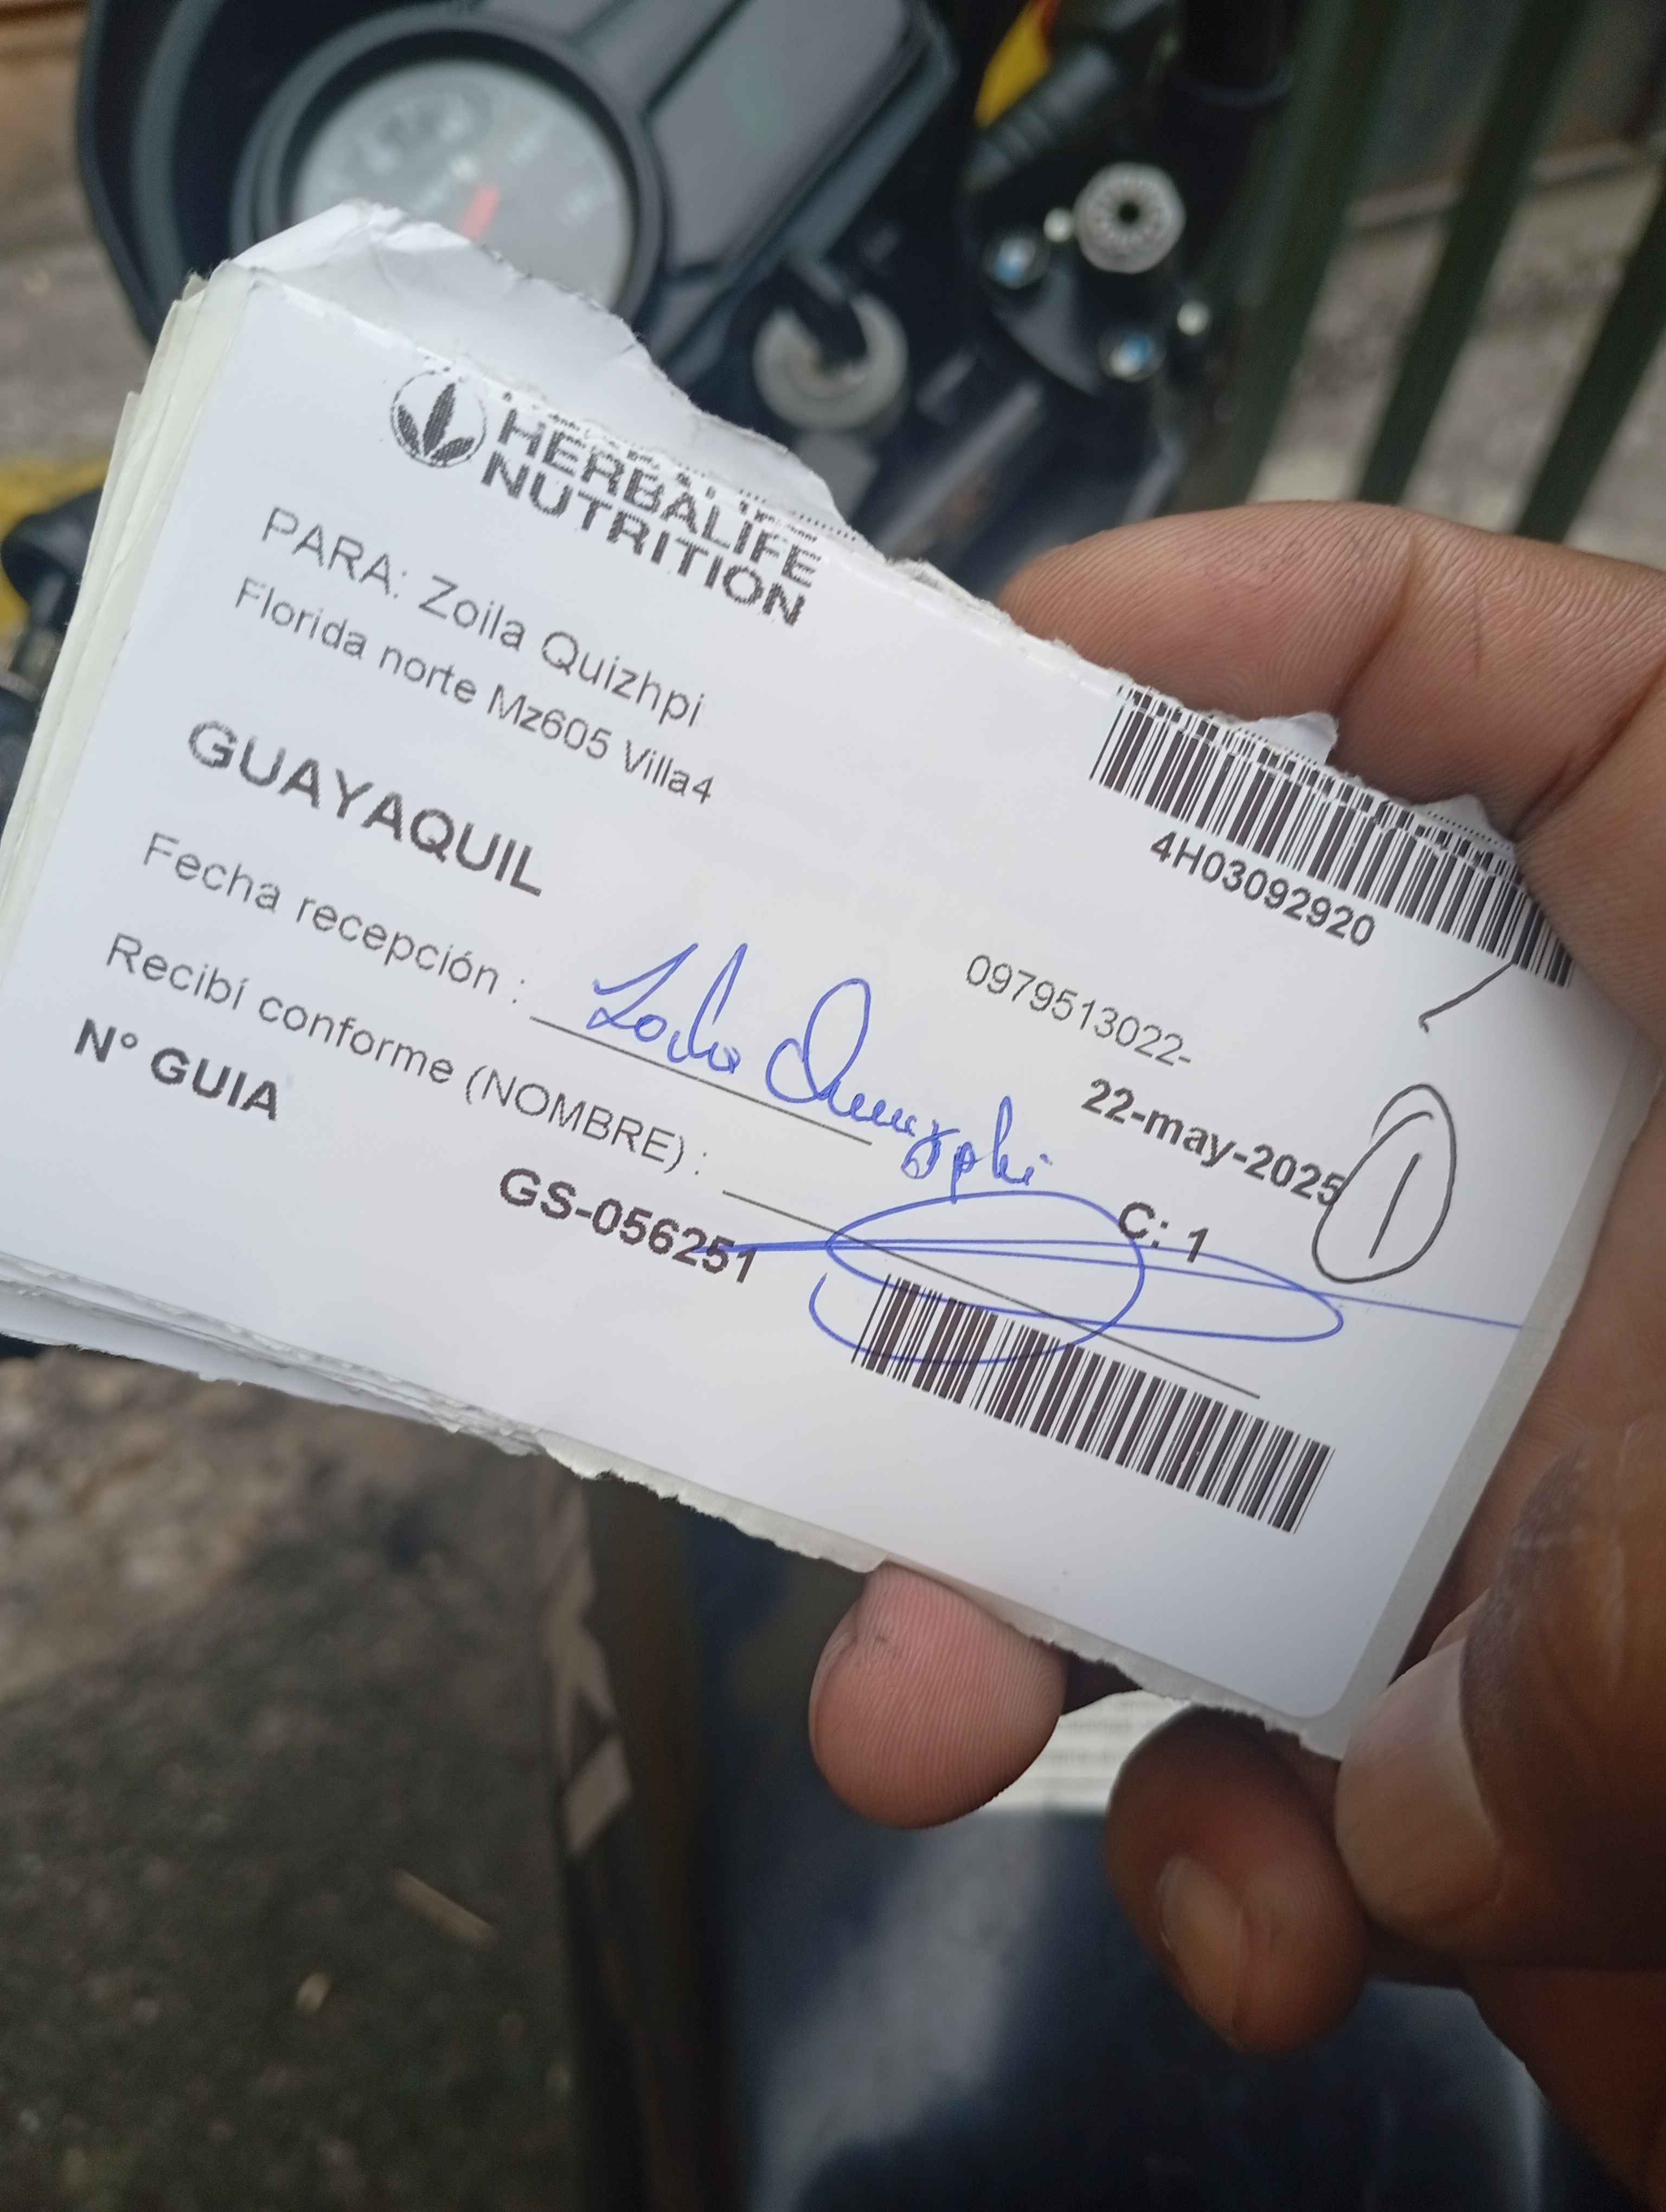 HERBALIFE
NUTRITION
PARA: Zoila Quizhpi
Florida norte Mz605 Villa4
4H03092920
GUAYAQUIL
0979513022-
Fecha recepción :
22-may-2025
Recibí conforme (NOMBRE) :
C: 1
1
N° GUIA
GS-056251